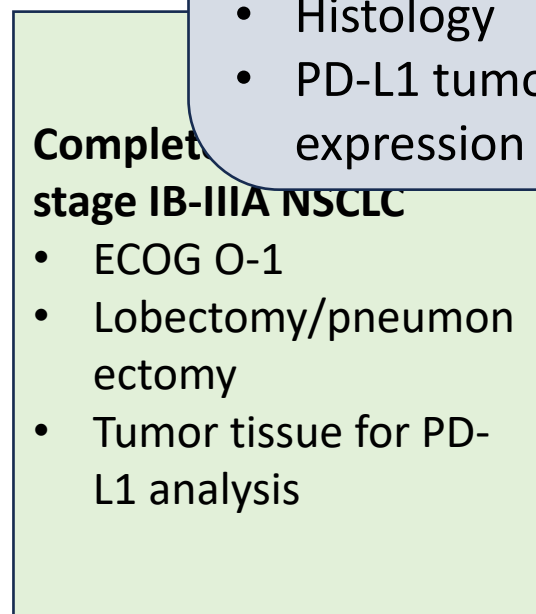 • Histology
• PD-L1 tumo
expression
Complet
stage IB-IIIA NSCLC
• ECOG O-1
• Lobectomy/pneumon
ectomy
• Tumor tissue for PD-
L1 analysis